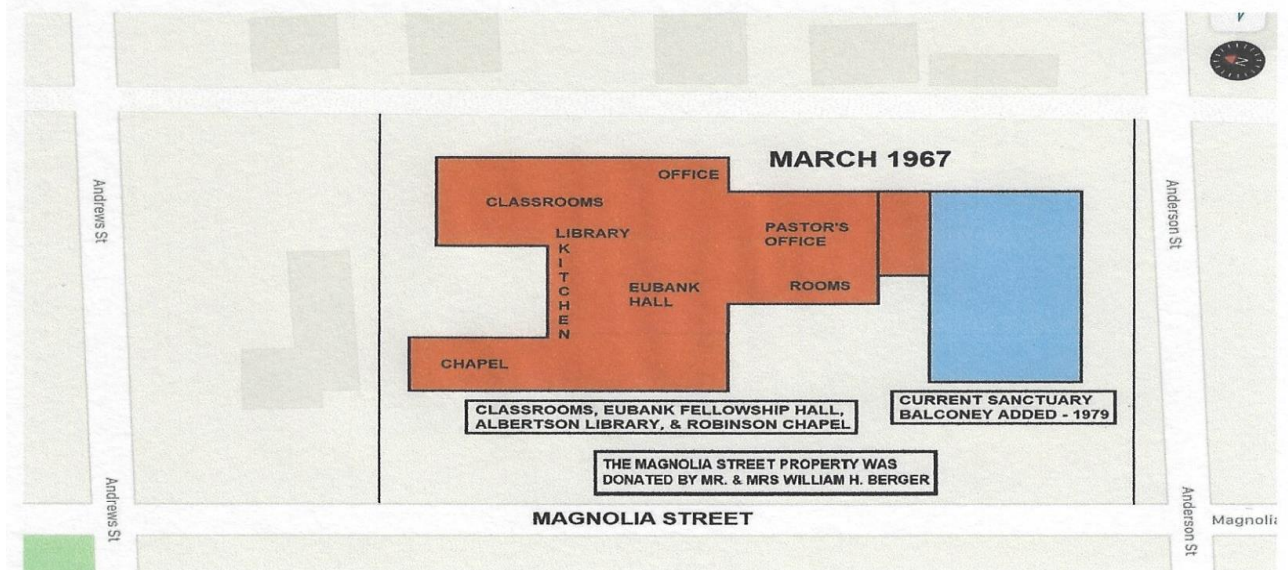 N
MARCH 1967
OFFICE
CLASSROOMS
LIBRARY
KITCHEN
PASTOR'S
OFFICE
EUBANK
HALL
ROOMS
CHAPEL
Andrews St
Anderson St
CLASSROOMS, EUBANK FELLOWSHIP HALL,
ALBERTSON LIBRARY, & ROBINSON CHAPEL
CURRENT SANCTUARY
BALCONEY ADDED - 1979
THE MAGNOLIA STREET PROPERTY WAS
DONATED BY MR. & MRS WILLIAM H. BERGER
Andrews St
MAGNOLIA STREET
Anderson St
Magnolia